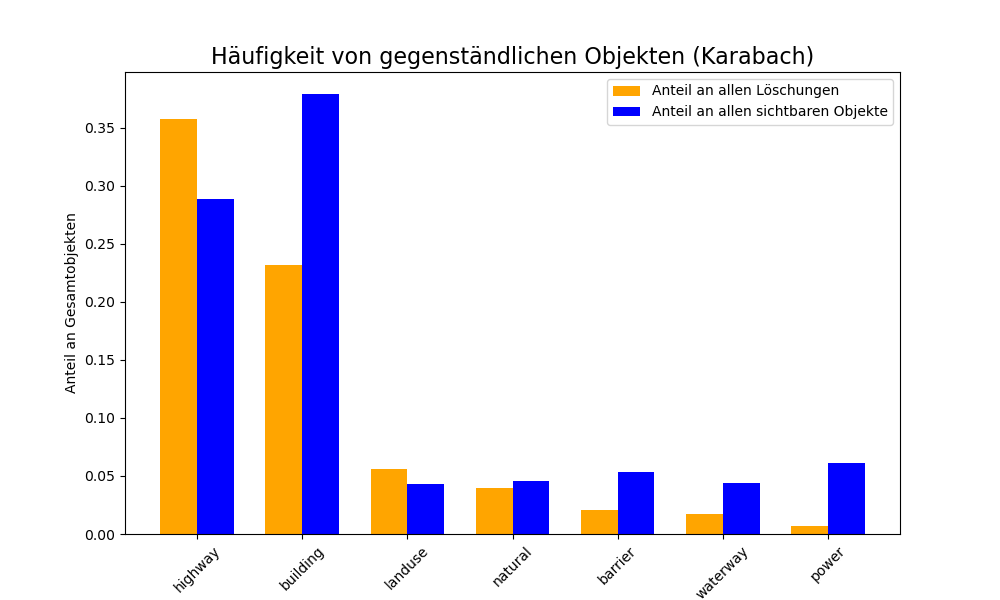 Häufigkeit von gegenständlichen Objekten (Karabach)
Anteil an allen Löschungen
Anteil an allen sichtbaren Objekte
Anteil an Gesamtobjekten
0.35
0.30
0.25
0.20
0.15
0.10
0.05
0.00
highway
building
landuse
natural
barrier
waterway
power